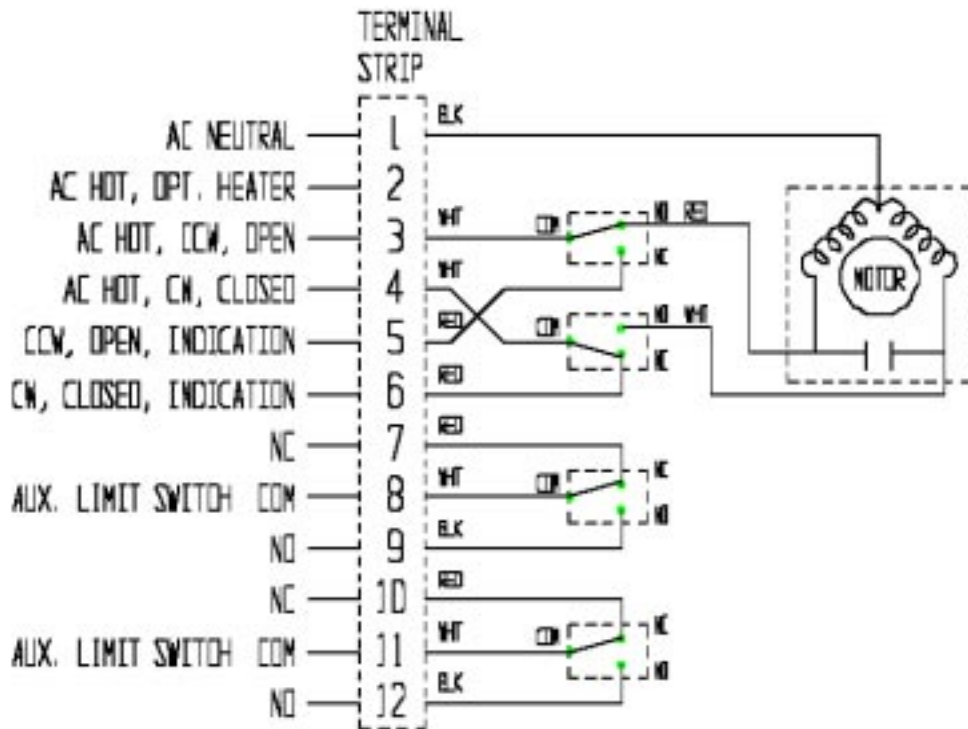 TERMINAL
STRIP
AC NEUTRAL 1 BLK
AC HOT, OPT. HEATER 2
AC HOT, CCW, OPEN 3 WHT COM NO RED
NC
AC HOT, CW, CLOSED 4 WHT
CCW, OPEN, INDICATION 5 RED COM NO WHT
NC
CW, CLOSED, INDICATION 6 RED
MOTOR
NC 7 RED
AUX. LIMIT SWITCH COM 8 WHT COM NC
NO
NO 9 BLK
NC 10 RED
AUX. LIMIT SWITCH COM 11 WHT COM NC
NO
NO 12 BLK